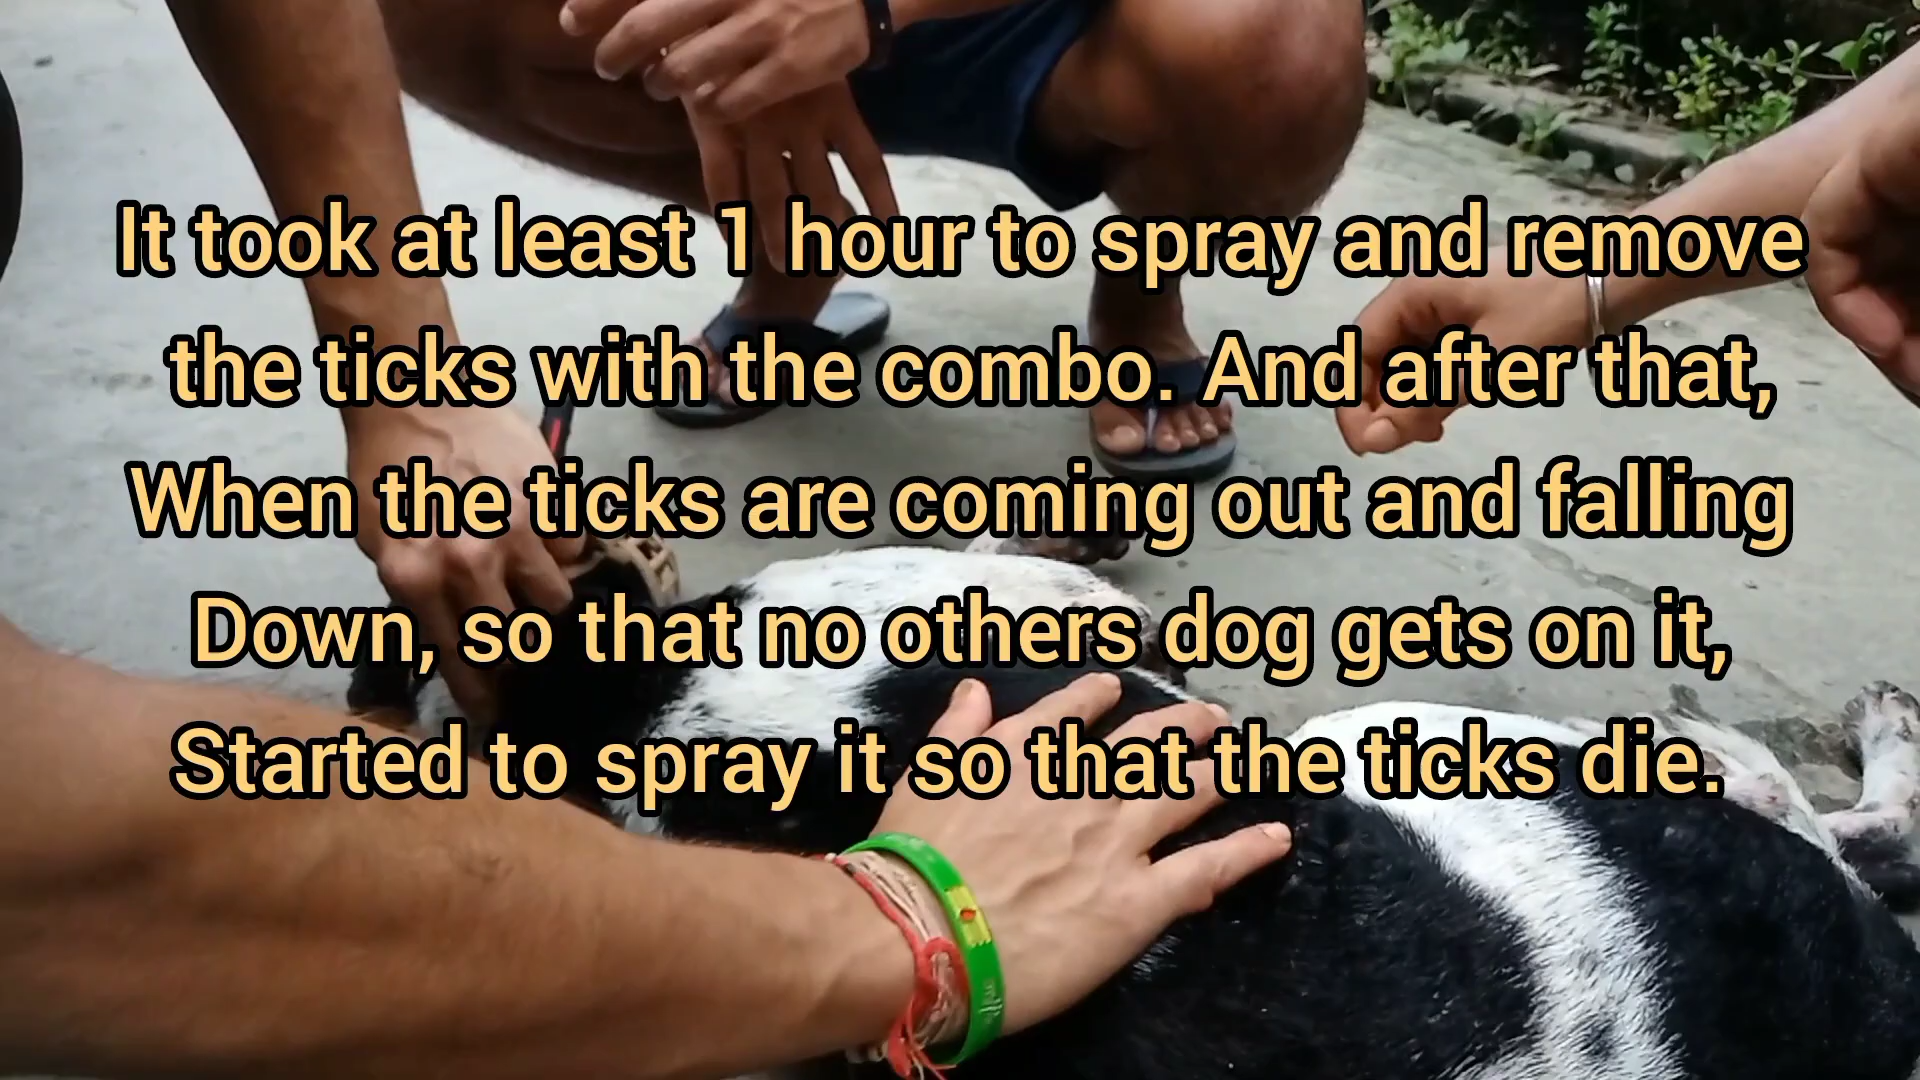 It took at least 1 hour to spray and remove
the ticks with the combo. And after that,
When the ticks are coming out and falling
Down, so that no others dog gets on it,
Started to spray it so that the ticks die.